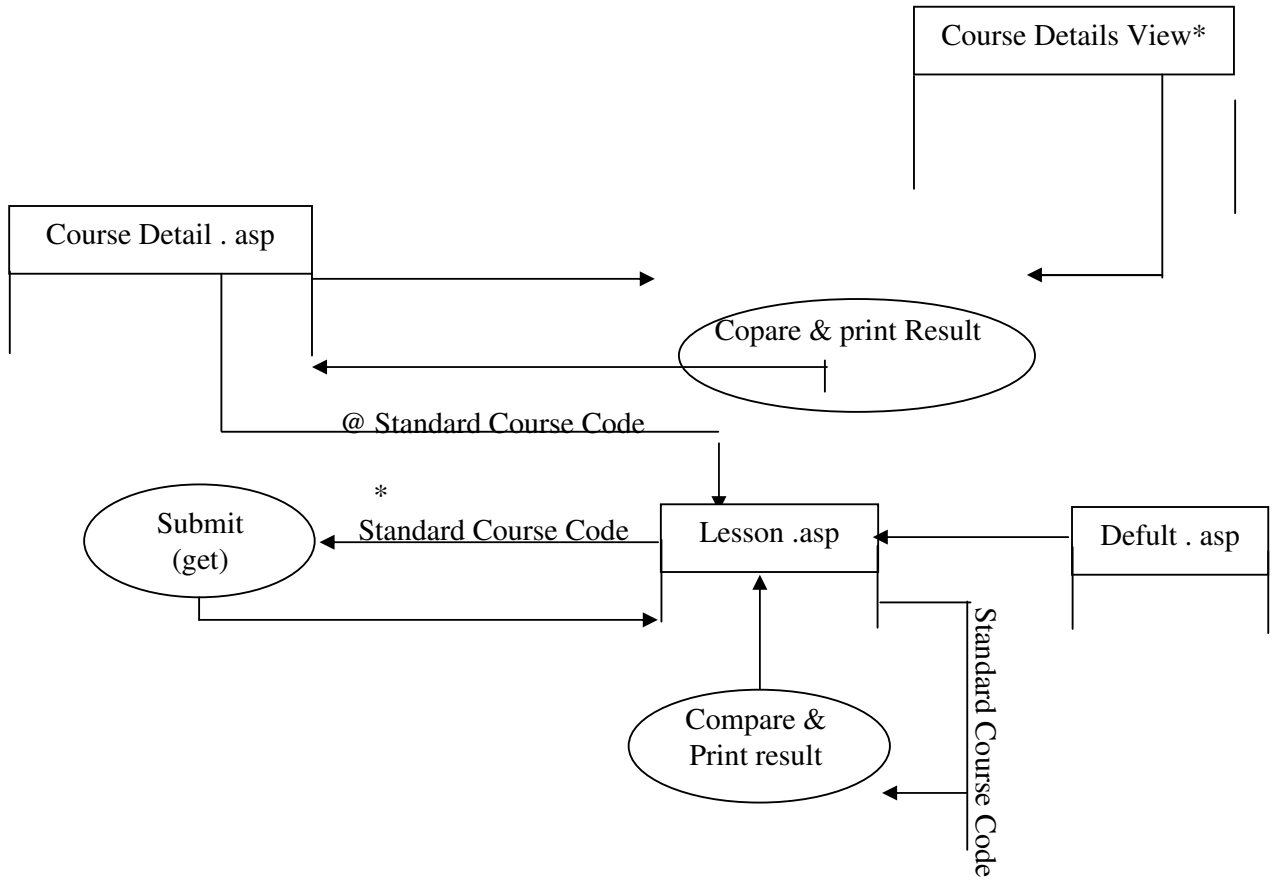 Course Details View*
Course Detail . asp
Copare & print Result
@ Standard Course Code
*
Standard Course Code
Submit
(get)
Lesson .asp
Defult . asp
Standard Course Code
Compare &
Print result